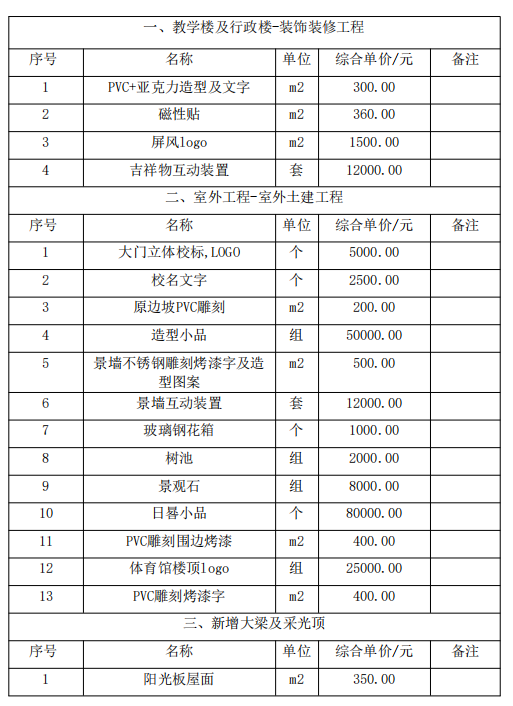 一、教学楼及行政楼-装饰装修工程
序号 名称 单位 综合单价/元 备注
1 PVC+亚克力造型及文字 m2 300.00
2 磁性贴 m2 360.00
3 屏风logo m2 1500.00
4 吉祥物互动装置 套 12000.00
二、室外工程-室外土建工程
序号 名称 单位 综合单价/元 备注
1 大门立体校标,LOGO 个 5000.00
2 校名文字 个 2500.00
3 原边坡PVC雕刻 m2 200.00
4 造型小品 组 50000.00
5 景墙不锈钢雕刻烤漆字及造 m2 500.00
型图案
6 景墙互动装置 套 12000.00
7 玻璃钢花箱 个 1000.00
8 树池 组 2000.00
9 景观石 组 8000.00
10 日晷小品 个 80000.00
11 PVC雕刻围边烤漆 m2 400.00
12 体育馆楼顶logo 组 25000.00
13 PVC雕刻烤漆字 m2 400.00
三、新增大梁及采光顶
序号 名称 单位 综合单价/元 备注
1 阳光板屋面 m2 350.00